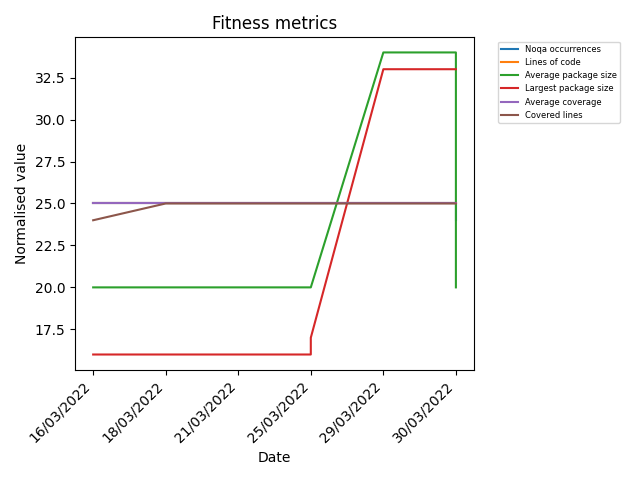 Fitness metrics
Noqa occurrences
Lines of code
Average package size
Largest package size
Average coverage
Covered lines
Normalised value
32.5
30.0
27.5
25.0
22.5
20.0
17.5
16/03/2022
18/03/2022
21/03/2022
25/03/2022
29/03/2022
30/03/2022
Date